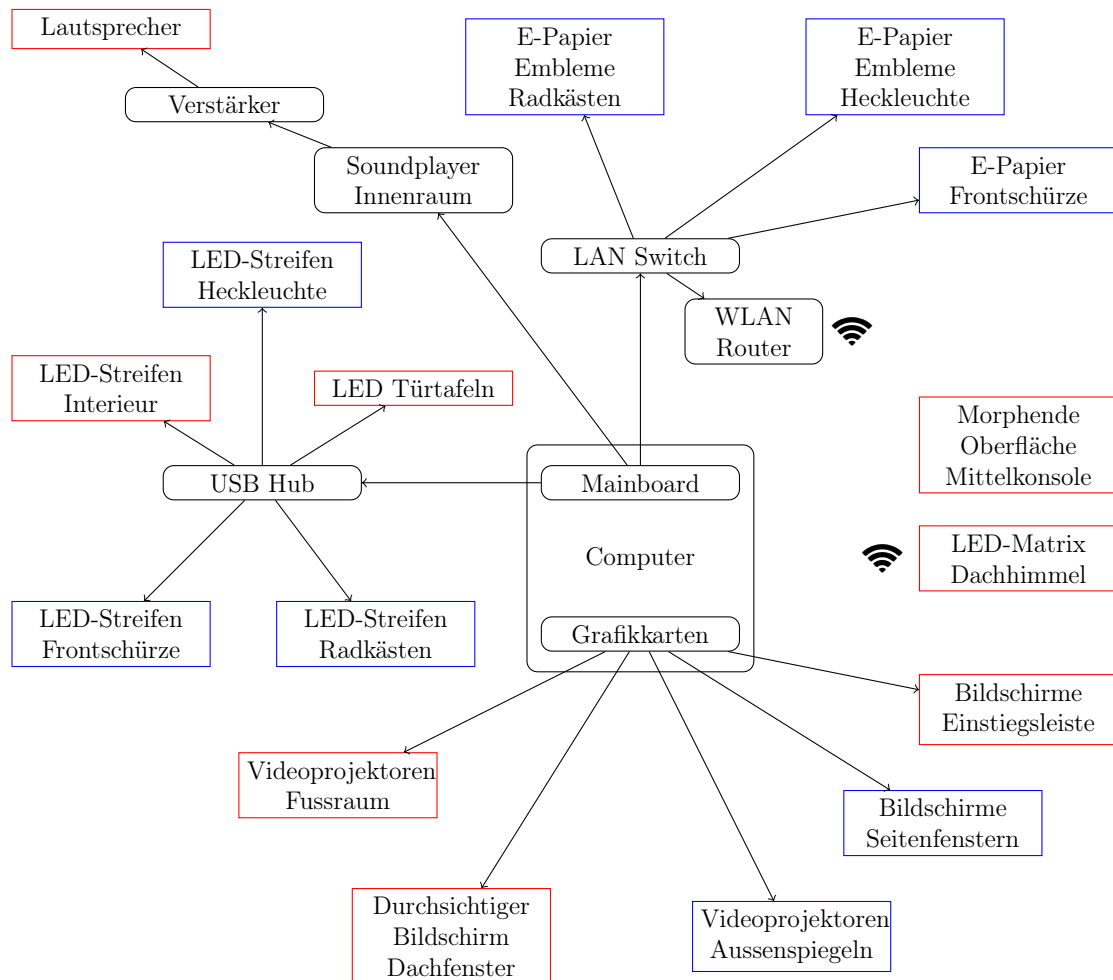 Lautsprecher
E-Papier
Embleme
Radkästen
E-Papier
Embleme
Heckleuchte
Verstärker
Soundplayer
Innenraum
E-Papier
Frontschürze
LAN Switch
LED-Streifen
Heckleuchte
WLAN
Router
LED-Streifen
Interieur
LED Türtafeln
Morphende
Oberfläche
Mittelkonsole
USB Hub
Mainboard
Computer
LED-Matrix
Dachhimmel
LED-Streifen
Frontschürze
LED-Streifen
Radkästen
Grafikkarten
Bildschirme
Einstiegsleiste
Videoprojektoren
Fussraum
Bildschirme
Seitenfenstern
Durchsichtiger
Bildschirm
Dachfenster
Videoprojektoren
Aussenspiegeln